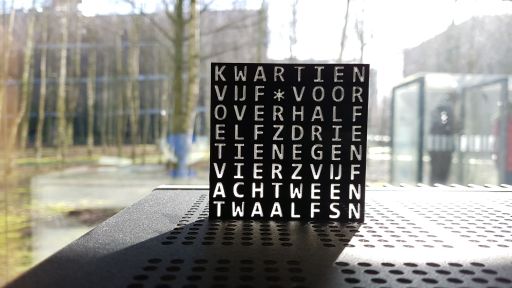 KWARTIEN
VIJF*VOOR
OVERHALF
ELFZDRIE
TIENEGEN
VIERZVIJF
ACHTWEEN
TWAALFSN